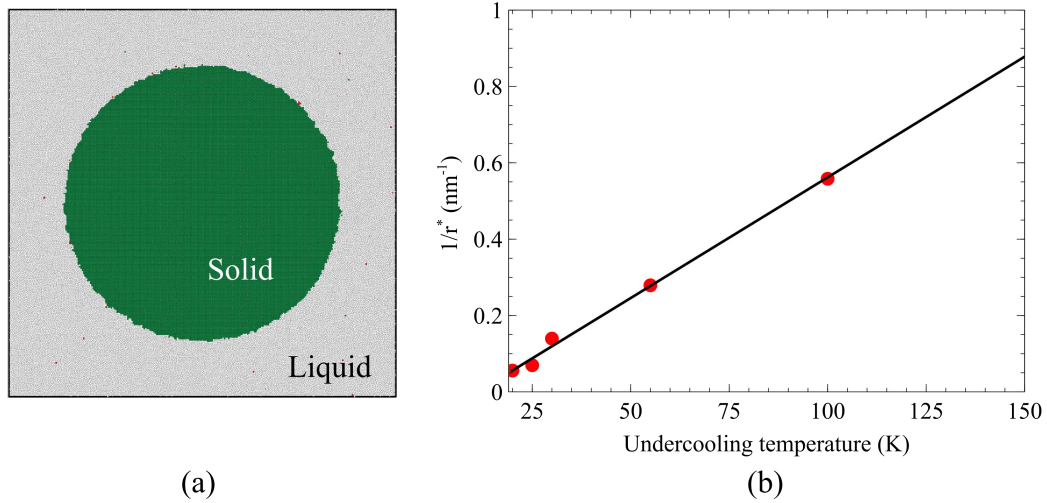 Solid
Liquid
(a)
1/r* (nm-1)
1
0.8
0.6
0.4
0.2
0
25
50
75
100
125
150
Undercooling temperature (K)
(b)